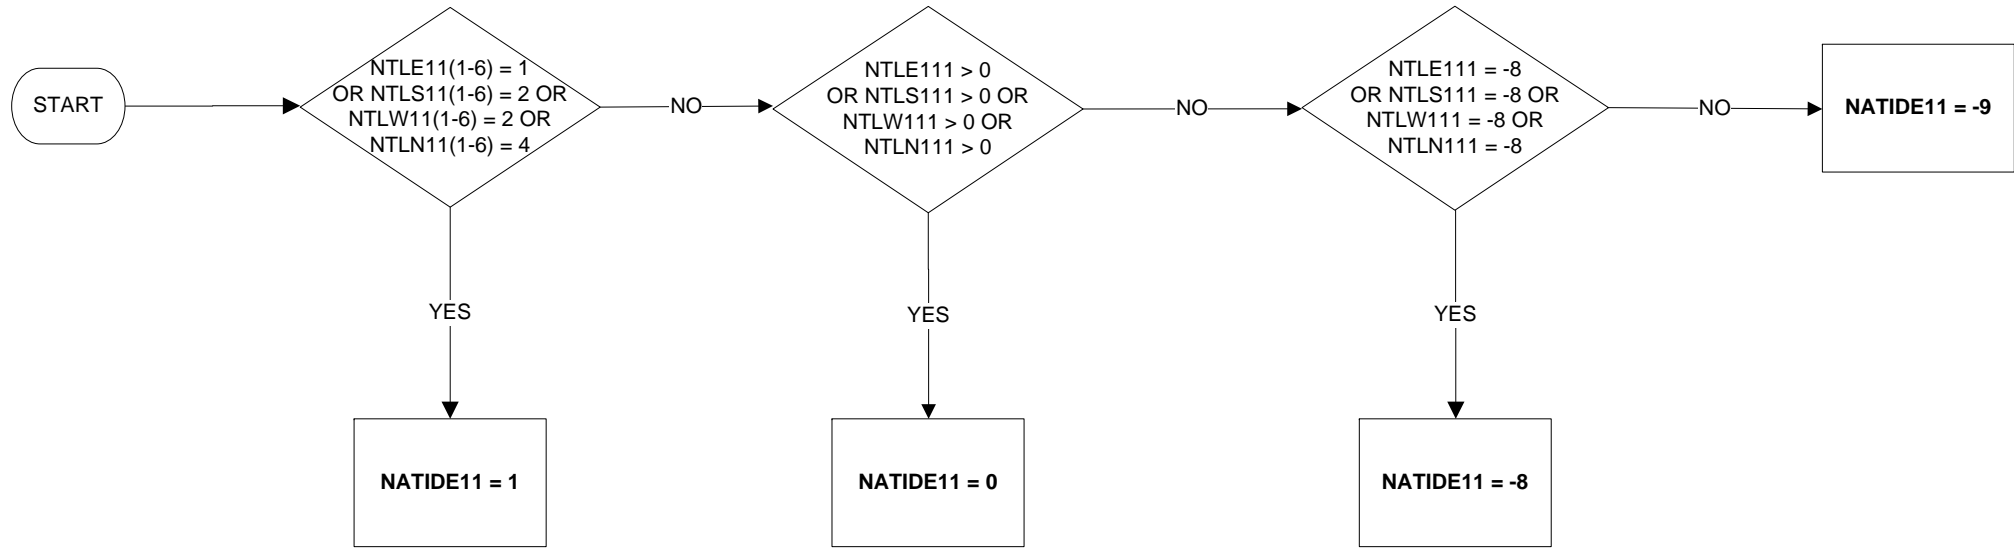 START
NTLE11(1-6) = 1
OR NTLS11(1-6) = 2 OR
NTLW11(1-6) = 2 OR
NTLN11(1-6) = 4
NO
NTLE111 > 0
OR NTLS111 > 0 OR
NTLW111 > 0 OR
NTLN111 > 0
NO
NTLE111 = -8
OR NTLS111 = -8 OR
NTLW111 = -8 OR
NTLN111 = -8
NO
NATIDE11 = -9
YES
YES
YES
NATIDE11 = 1
NATIDE11 = 0
NATIDE11 = -8